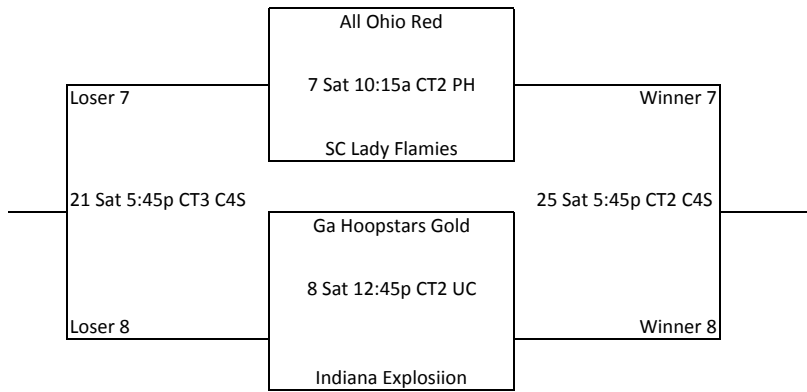 All Ohio Red
7 Sat 10:15a CT2 PH
Loser 7
Winner 7
SC Lady Flamies
21 Sat 5:45p CT3 C4S
25 Sat 5:45p CT2 C4S
Ga Hoopstars Gold
8 Sat 12:45p CT2 UC
Loser 8
Winner 8
Indiana Explosiion